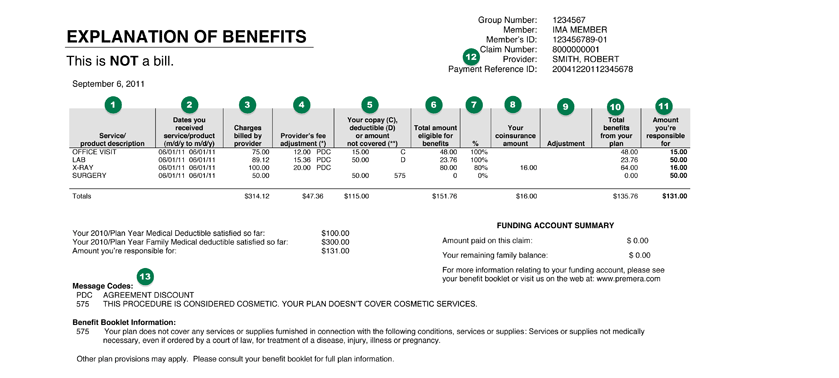 EXPLANATION OF BENEFITS
This is NOT a bill.
September 6, 2011
Group Number: 1234567
Member: IMA MEMBER
Member's ID: 123456789-01
Claim Number: 8000000001
12 Provider: SMITH, ROBERT
Payment Reference ID: 20041220112345678
1 2 3 4 5 6 7 8 9 10 11
Service/ product description
Dates you received service/product (m/d/y to m/d/y)
Charges billed by provider
Provider's fee adjustment (*)
Your copay (C), deductible (D) or amount not covered (**)
Total amount eligible for benefits
%
Your coinsurance amount
Adjustment
Total benefits from your plan
Amount you're responsible for
OFFICE VISIT 06/01/11 06/01/11 75.00 12.00 PDC 15.00 C 48.00 100% 48.00 15.00
LAB 06/01/11 06/01/11 89.12 15.36 PDC 50.00 D 23.76 100% 23.76 50.00
X-RAY 06/01/11 06/01/11 100.00 20.00 PDC 80.00 80% 16.00 64.00 16.00
SURGERY 06/01/11 06/01/11 50.00 50.00 575 0 0% 0.00 50.00
Totals $314.12 $47.36 $115.00 $151.76 $16.00 $135.76 $131.00
Your 2010/Plan Year Medical deductible satisfied so far: $100.00
Your 2010/Plan Year Family Medical deductible satisfied so far: $300.00
Amount you're responsible for: $131.00
FUNDING ACCOUNT SUMMARY
Amount paid on this claim: $ 0.00
Your remaining family balance: $ 0.00
For more information relating to your funding account, please see
your benefit booklet or visit us on the web at: www.premera.com
13
Message Codes:
PDC AGREEMENT DISCOUNT
575 THIS PROCEDURE IS CONSIDERED COSMETIC. YOUR PLAN DOESN'T COVER COSMETIC SERVICES.
Benefit Booklet Information:
575 Your plan does not cover any services or supplies furnished in connection with the following conditions, services or supplies: Services or supplies not medically
necessary, even if ordered by a court of law, for treatment of a disease, injury, illness or pregnancy.
Other plan provisions may apply. Please consult your benefit booklet for full plan information.